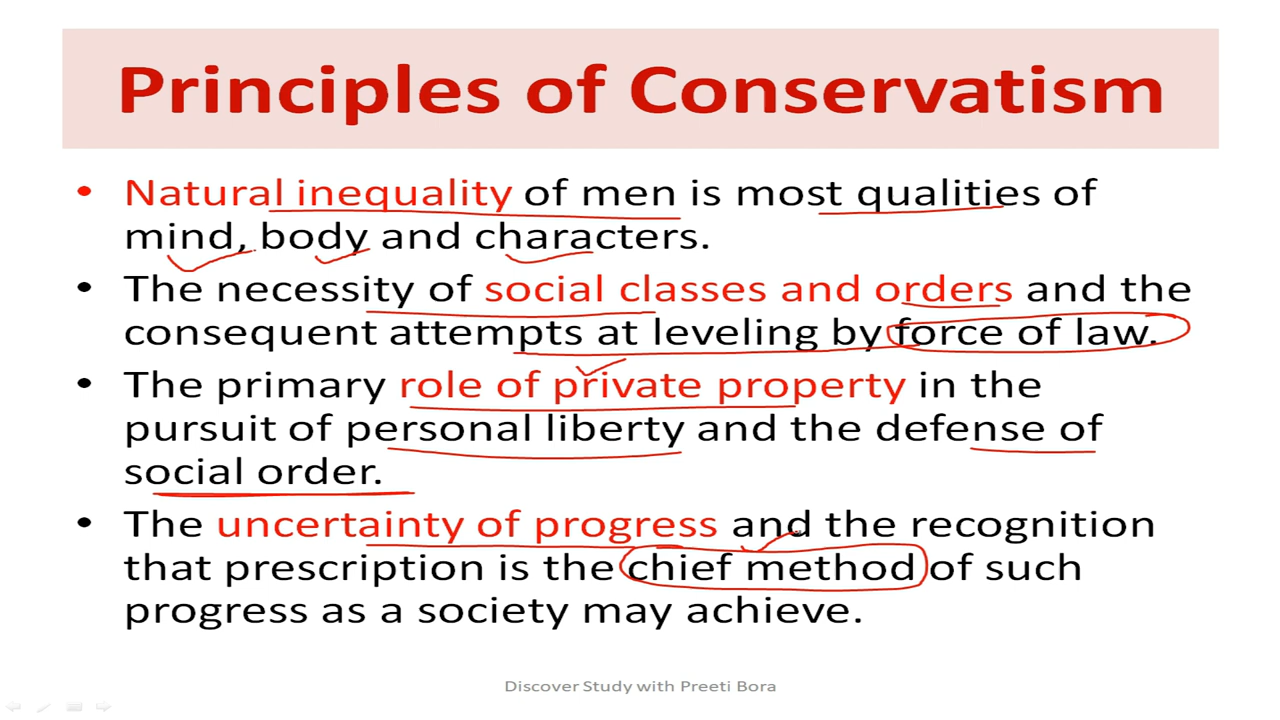 Principles of Conservatism
• Natural inequality of men is most qualities of
mind, body and characters.
• The necessity of social classes and orders and the
consequent attempts at leveling by force of law.
• The primary role of private property in the
pursuit of personal liberty and the defense of
social order.
• The uncertainty of progress and the recognition
that prescription is the chief method of such
progress as a society may achieve.
Discover Study with Preeti Bora